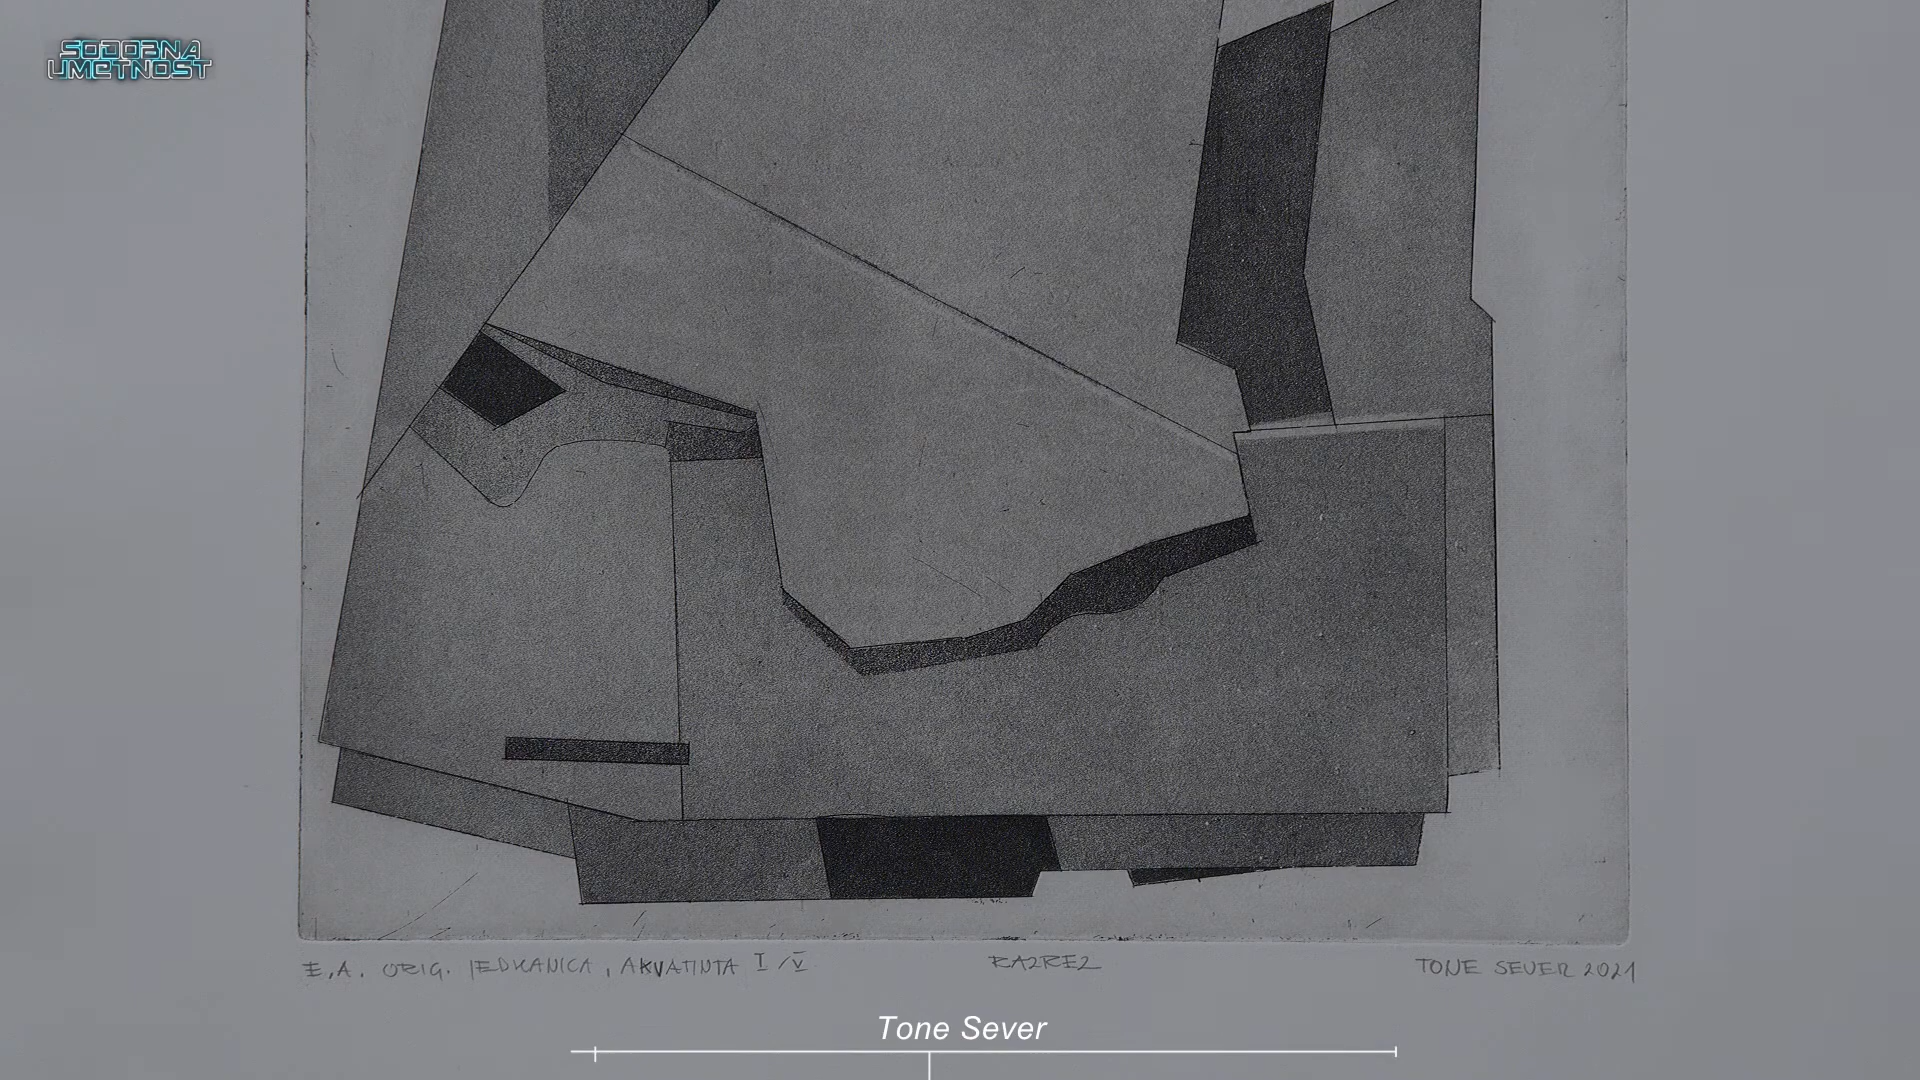 SODOBNA
UMETNOST
E.A. ORIG. JEDKANICA, AKVATINTA I/V
RAZREZ
TONE SEVER 2021
Tone Sever